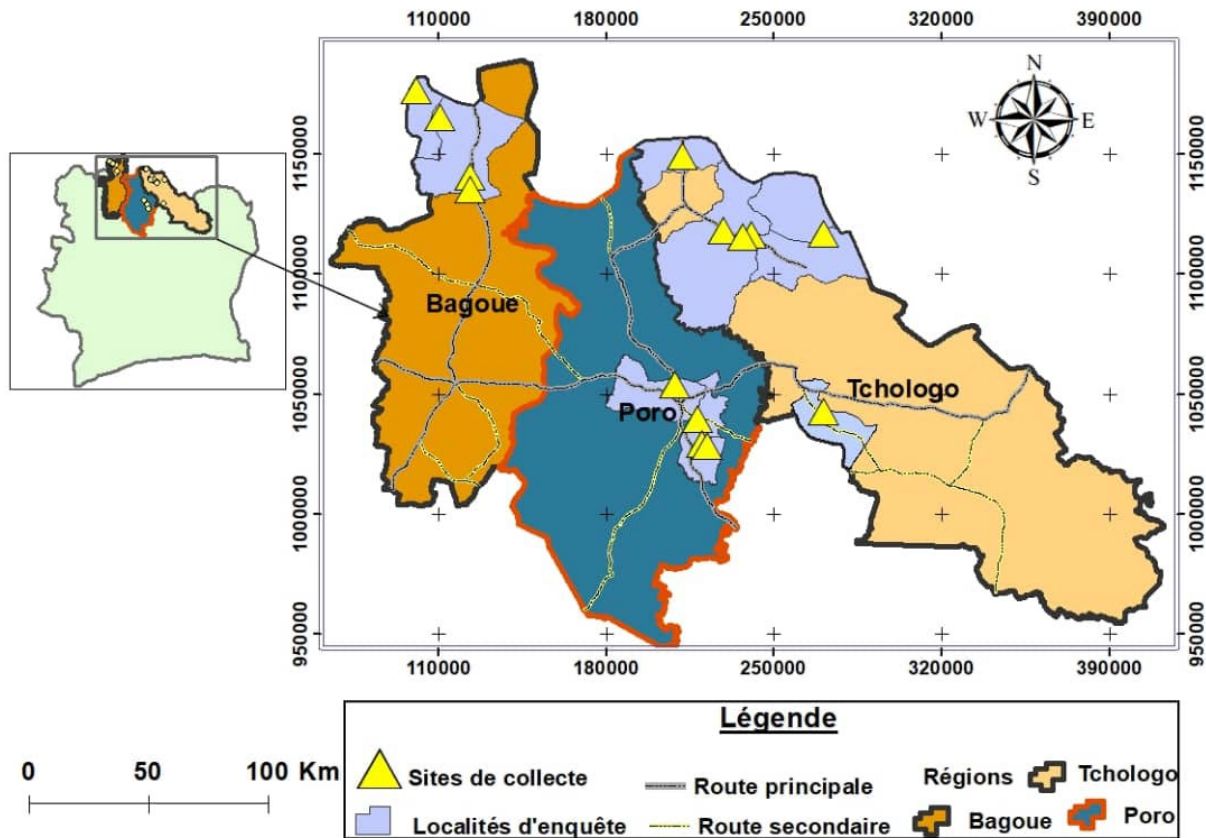 110000 180000 250000 320000 390000
N
W E
S
1150000 1150000
1100000 1100000
1050000 1050000
1000000 1000000
950000 950000
Bagoue
Tchologo
Poro
110000 180000 250000 320000 390000
Légende
0 50 100 Km
Sites de collecte
Route principale
Régions
Tchologo
Localités d'enquête
Route secondaire
Bagoue
Poro